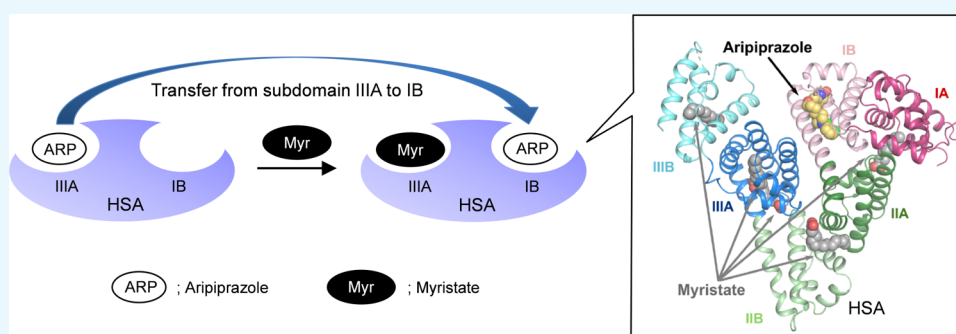 Transfer from subdomain IIIA to IB
ARP
IIIA
IB
HSA
Myr
Myr
ARP
IIIA
IB
HSA
ARP ; Aripiprazole
Myr ; Myristate
Aripiprazole
IB
IA
IIIB
IIIA
IIA
Myristate
IIB
HSA